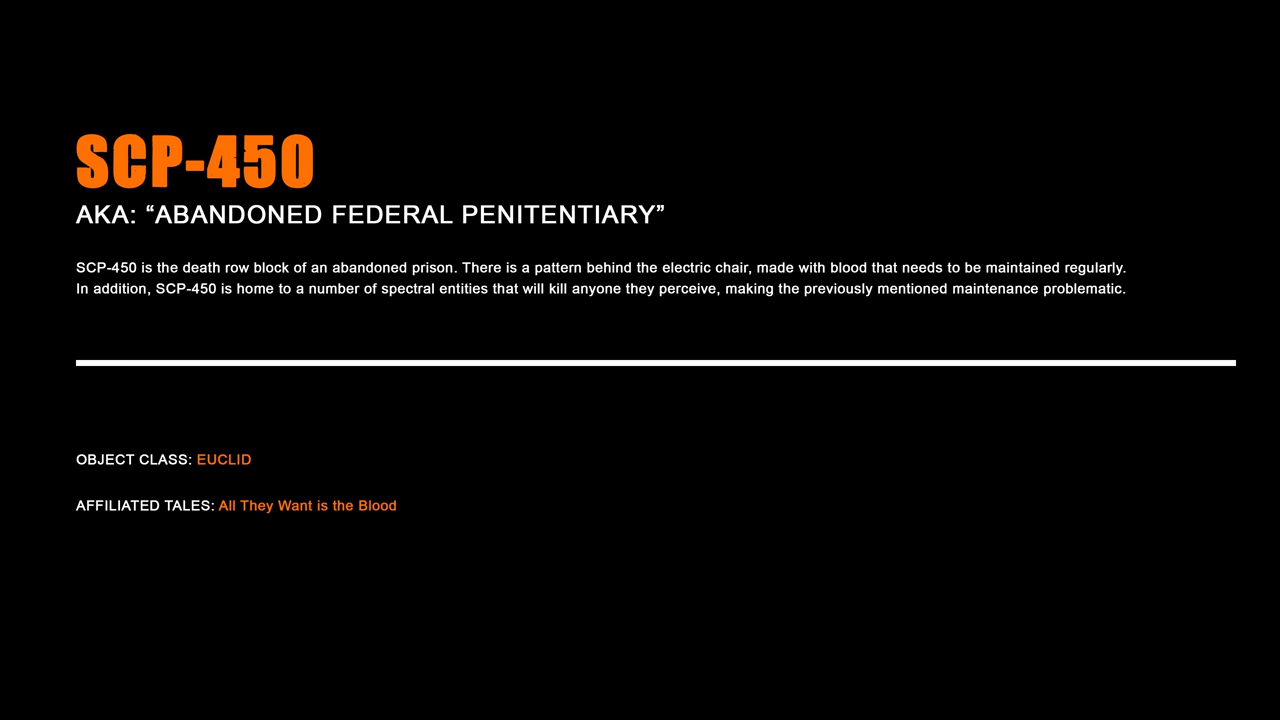 SCP-450
AKA: “ABANDONED FEDERAL PENITENTIARY”
SCP-450 is the death row block of an abandoned prison. There is a pattern behind the electric chair, made with blood that needs to be maintained regularly.
In addition, SCP-450 is home to a number of spectral entities that will kill anyone they perceive, making the previously mentioned maintenance problematic.
OBJECT CLASS: EUCLID
AFFILIATED TALES: All They Want is the Blood